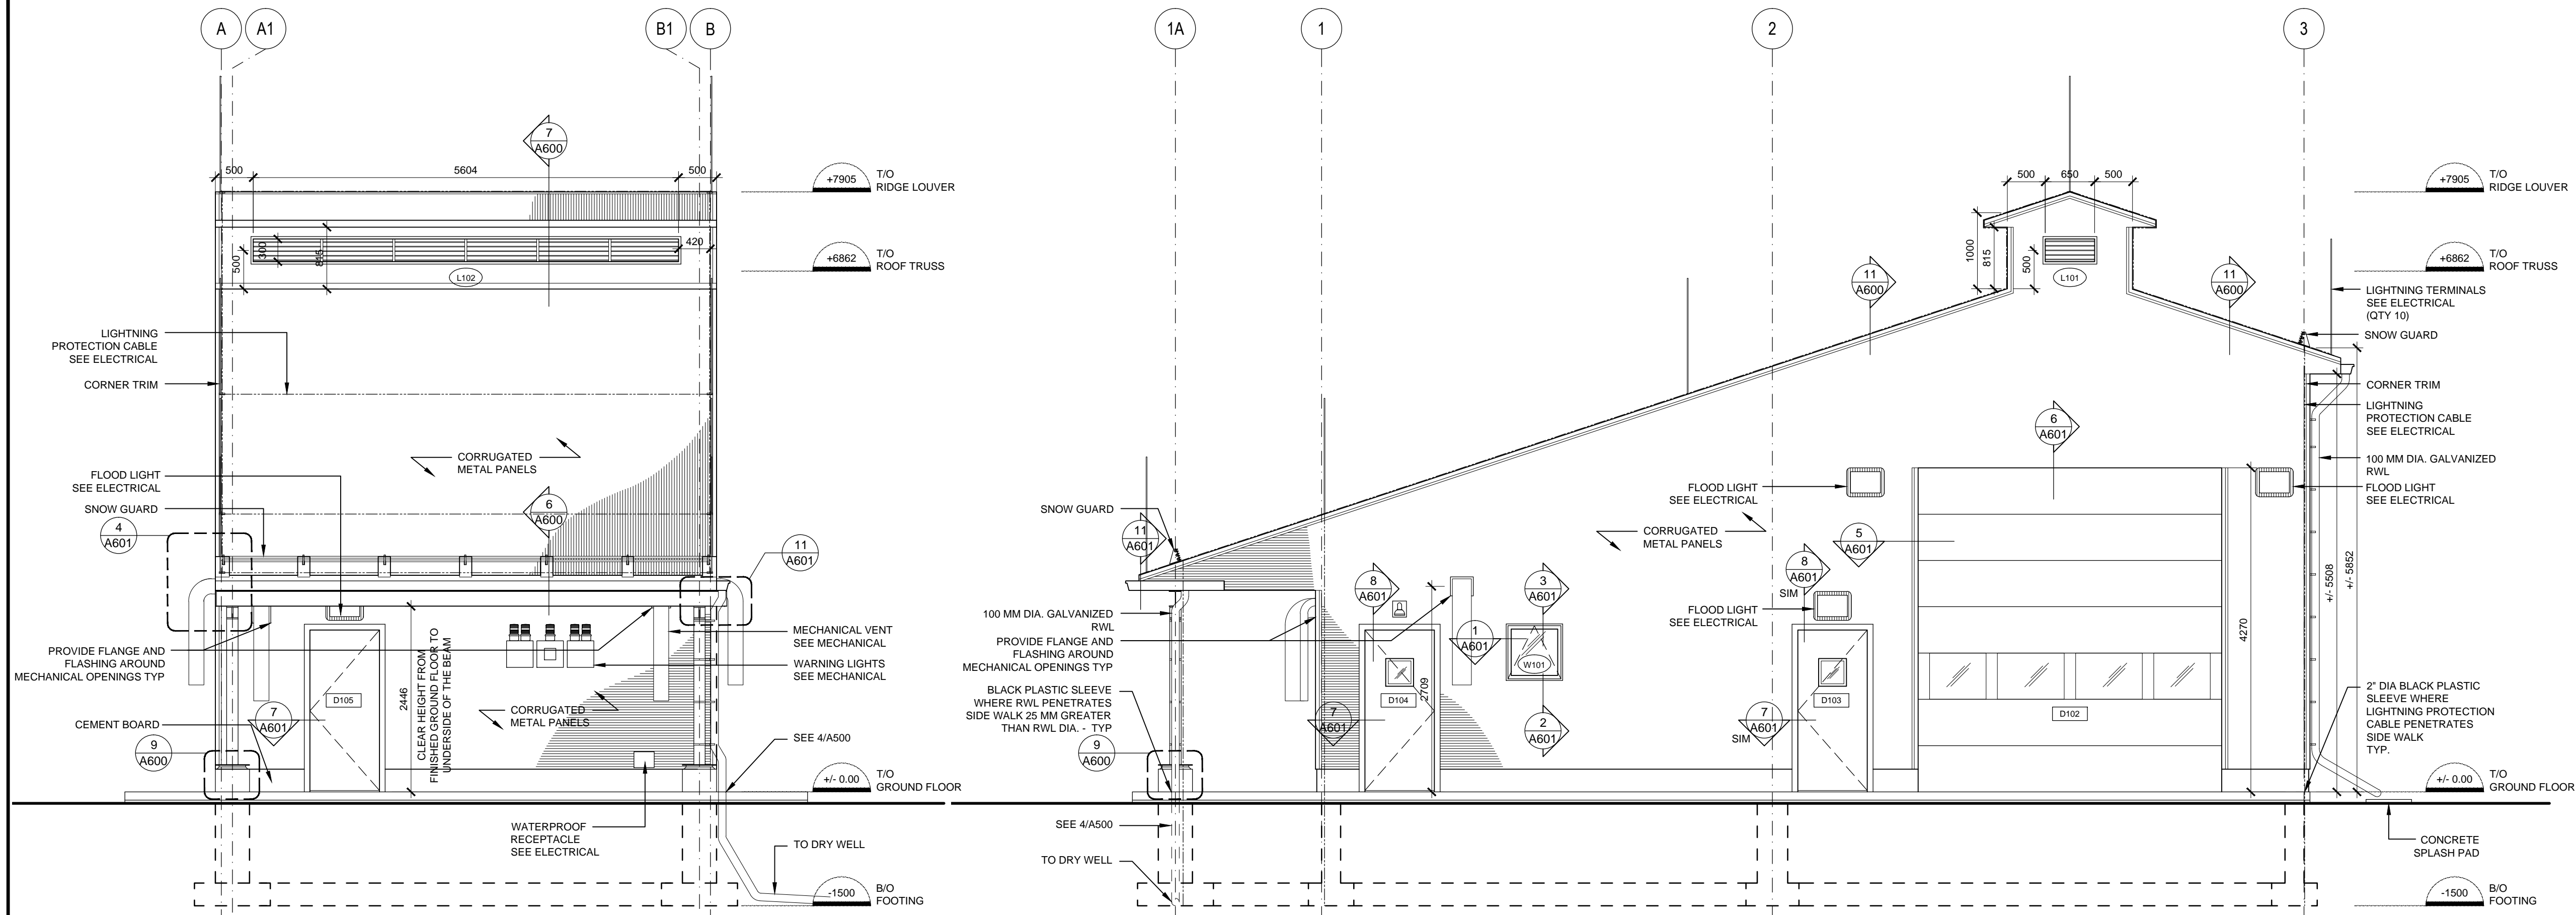 A
A1
B1
B
7
A600
500
5604
500
+7905
T/O
RIDGE LOUVER
300
815
500
420
L102
+6862
T/O
ROOF TRUSS
LIGHTNING
PROTECTION CABLE
SEE ELECTRICAL
CORNER TRIM
CORRUGATED
METAL PANELS
FLOOD LIGHT
SEE ELECTRICAL
SNOW GUARD
6
A600
4
A601
11
A601
PROVIDE FLANGE AND
FLASHING AROUND
MECHANICAL OPENINGS TYP
MECHANICAL VENT
SEE MECHANICAL
WARNING LIGHTS
SEE MECHANICAL
D105
2446
CLEAR HEIGHT FROM
FINISHED GROUND FLOOR TO
UNDERSIDE OF THE BEAM
CORRUGATED
METAL PANELS
CEMENT BOARD
7
A601
9
A600
SEE 4/A500
+/- 0.00
T/O
GROUND FLOOR
WATERPROOF
RECEPTACLE
SEE ELECTRICAL
TO DRY WELL
-1500
B/O
FOOTING
1A
1
2
3
500
650
500
+7905
T/O
RIDGE LOUVER
1000
815
500
L101
+6862
T/O
ROOF TRUSS
11
A600
11
A600
LIGHTNING TERMINALS
SEE ELECTRICAL
(QTY 10)
SNOW GUARD
CORNER TRIM
LIGHTNING
PROTECTION CABLE
SEE ELECTRICAL
6
A601
100 MM DIA. GALVANIZED
RWL
FLOOD LIGHT
SEE ELECTRICAL
FLOOD LIGHT
SEE ELECTRICAL
SNOW GUARD
11
A601
CORRUGATED
METAL PANELS
5
A601
8
A601
SIM
8
A601
3
A601
FLOOD LIGHT
SEE ELECTRICAL
+/- 5508
+/- 5852
4270
100 MM DIA. GALVANIZED
RWL
PROVIDE FLANGE AND
FLASHING AROUND
MECHANICAL OPENINGS TYP
1
A601
W101
2709
BLACK PLASTIC SLEEVE
WHERE RWL PENETRATES
SIDE WALK 25 MM GREATER
THAN RWL DIA. - TYP
D104
D103
D102
7
A601
2
A601
7
A601
SIM
9
A600
2" DIA BLACK PLASTIC
SLEEVE WHERE
LIGHTNING PROTECTION
CABLE PENETRATES
SIDE WALK
TYP.
+/- 0.00
T/O
GROUND FLOOR
SEE 4/A500
TO DRY WELL
CONCRETE
SPLASH PAD
-1500
B/O
FOOTING